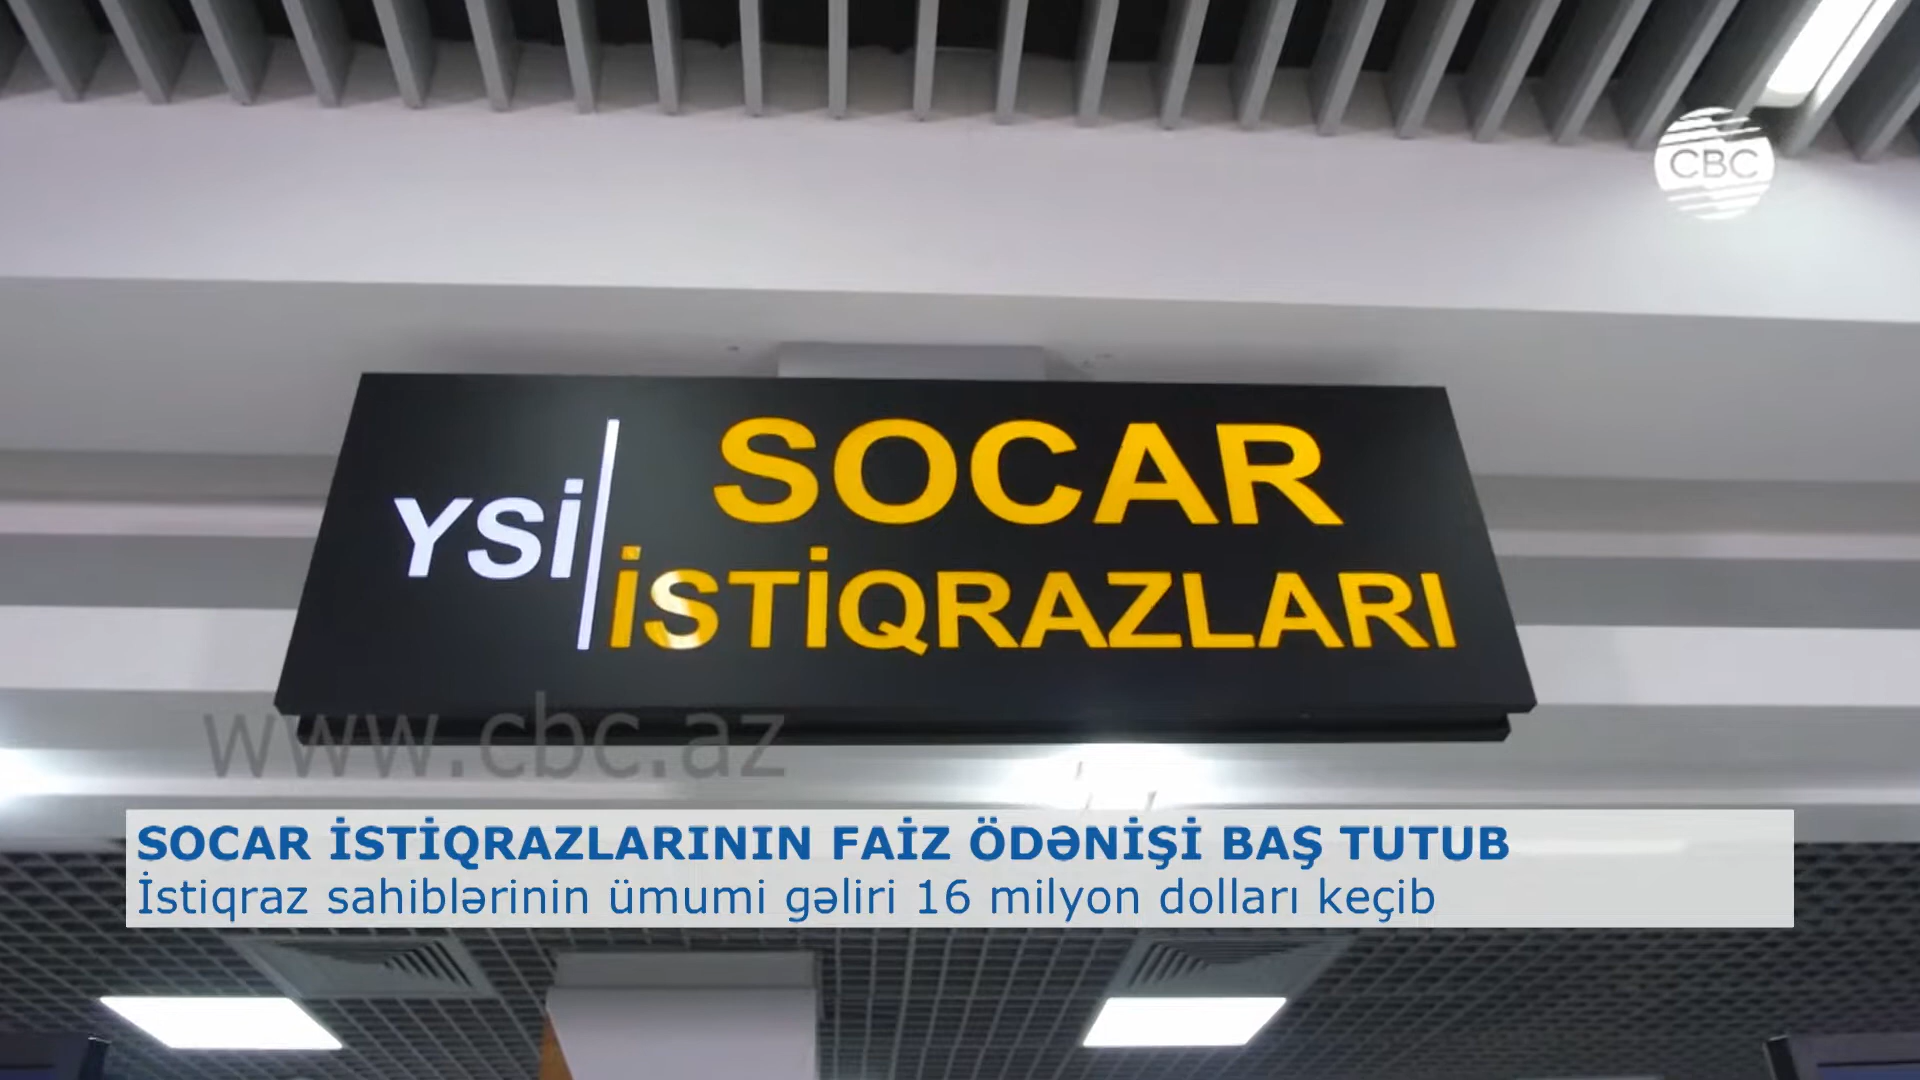 CBC
YSİ
SOCAR
İSTİQRAZLARI
www.cbc.az
SOCAR İSTİQRAZLARININ FAİZ ÖDƏNİŞİ BAŞ TUTUB
İstiqraz sahiblərinin ümumi gəliri 16 milyon dolları keçib